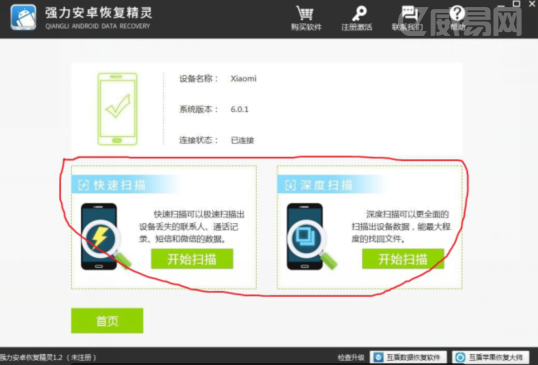 强力安卓恢复精灵
QIANGLI ANDROID DATA RECOVERY
购买软件
注册激活
联系我们
帮助
威易网
设备名称： Xiaomi
系统版本： 6.0.1
连接状态： 已连接
快速扫描
快速扫描可以极速扫描出
设备丢失的联系人、通话记
录、短信和微信的数据。
开始扫描
深度扫描
深度扫描可以更全面的
扫描出设备数据，能最大程
度的找回文件。
开始扫描
首页
强力安卓恢复精灵1.2（未注册）
检查升级
互盾数据恢复软件
互盾苹果恢复大师